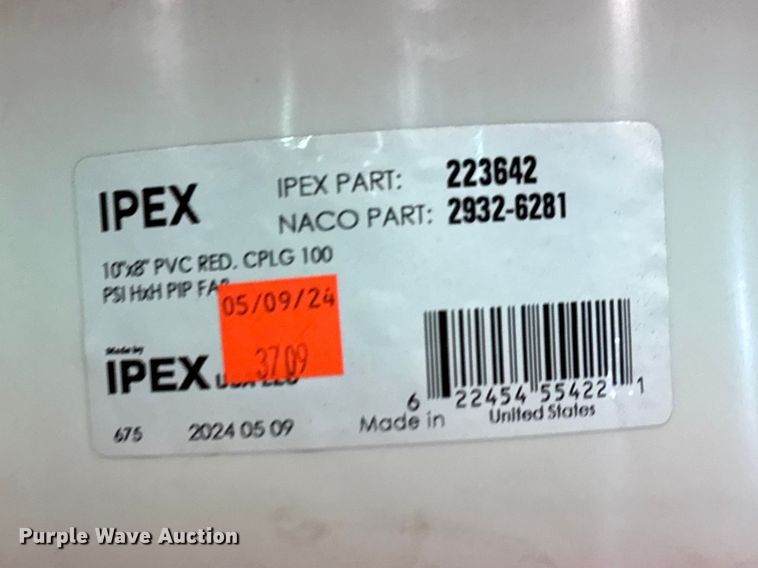 IPEX
IPEX PART: 223642
NACO PART: 2932-6281
10"x8" PVC RED. CPLG 100
PSI HxH PIP
05/09/24
3709
Made by
IPEX
6 22454 55422 1
675 2024 05 09
Made in United States
Purple Wave Auction